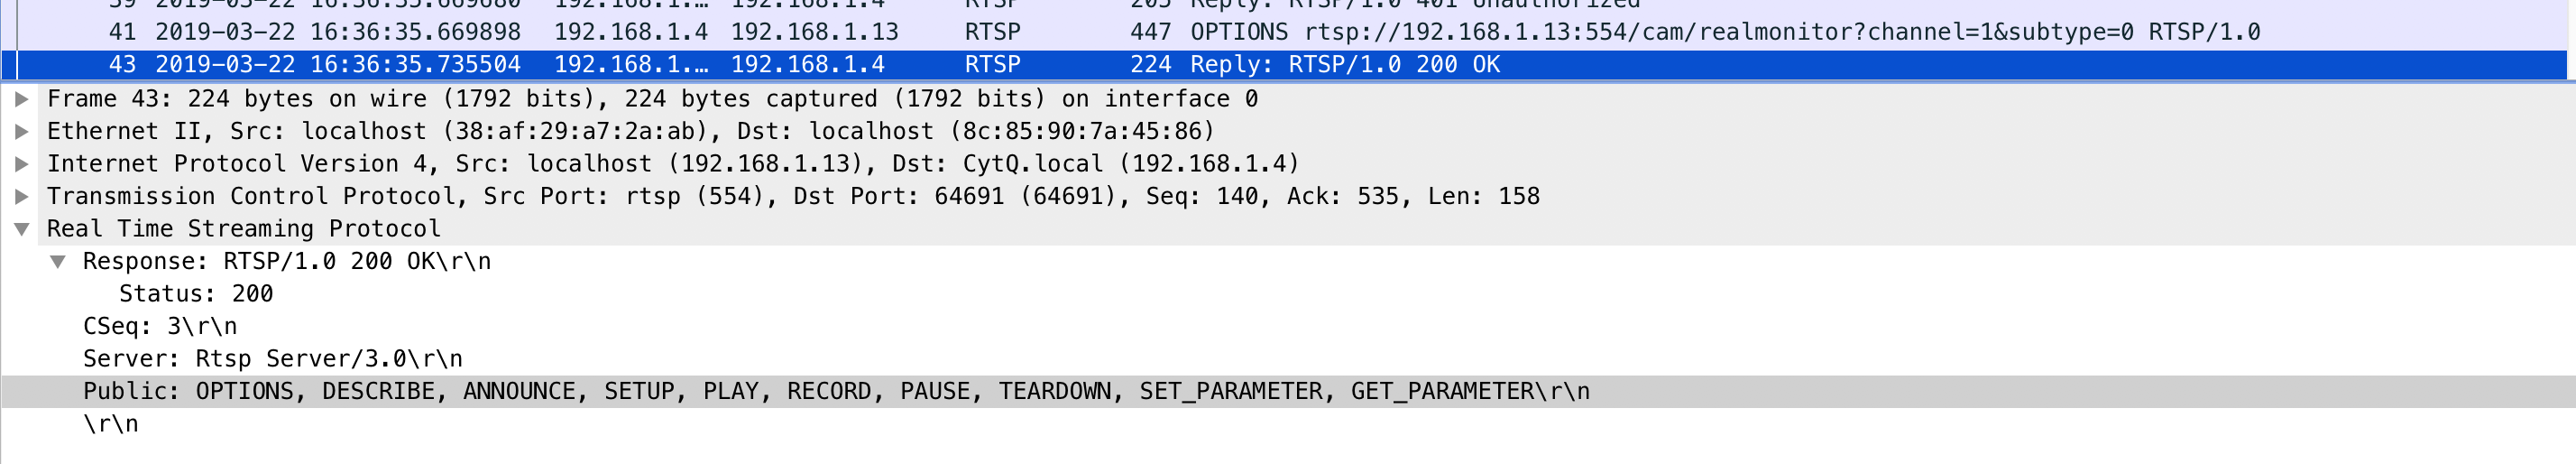 39 2019-03-22 16:36:35.669680 192.168.1.… 192.168.1.4 RTSP 205 Reply: RTSP/1.0 401 Unauthorized
41 2019-03-22 16:36:35.669898 192.168.1.4 192.168.1.13 RTSP 447 OPTIONS rtsp://192.168.1.13:554/cam/realmonitor?channel=1&subtype=0 RTSP/1.0
43 2019-03-22 16:36:35.735504 192.168.1.… 192.168.1.4 RTSP 224 Reply: RTSP/1.0 200 OK
Frame 43: 224 bytes on wire (1792 bits), 224 bytes captured (1792 bits) on interface 0
Ethernet II, Src: localhost (38:af:29:a7:2a:ab), Dst: localhost (8c:85:90:7a:45:86)
Internet Protocol Version 4, Src: localhost (192.168.1.13), Dst: CytQ.local (192.168.1.4)
Transmission Control Protocol, Src Port: rtsp (554), Dst Port: 64691 (64691), Seq: 140, Ack: 535, Len: 158
Real Time Streaming Protocol
Response: RTSP/1.0 200 OK\r\n
Status: 200
CSeq: 3\r\n
Server: Rtsp Server/3.0\r\n
Public: OPTIONS, DESCRIBE, ANNOUNCE, SETUP, PLAY, RECORD, PAUSE, TEARDOWN, SET_PARAMETER, GET_PARAMETER\r\n
\r\n